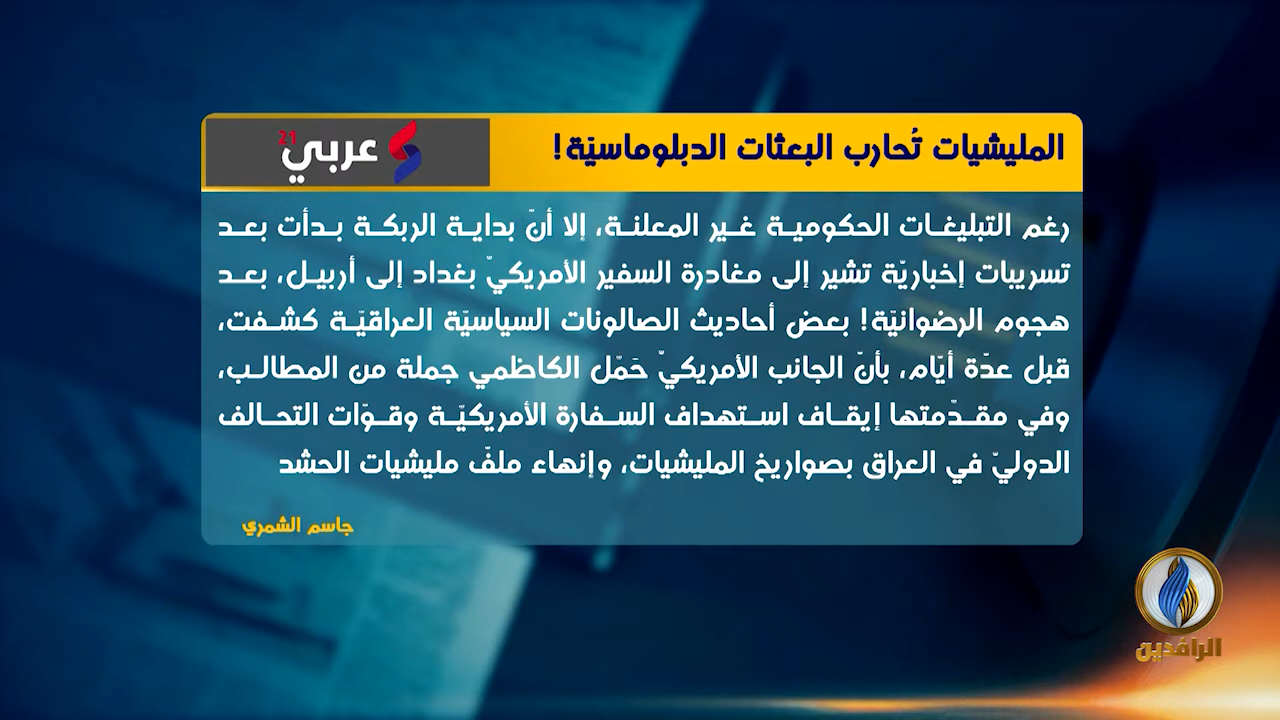 المليشيات تُحارب البعثات الدبلوماسيّة!
عربي 21
رغم التبليغات الحكومية غير المعلنة، إلا أنّ بداية الربكة بدأت بعد
تسريبات إخباريّة تشير إلى مغادرة السفير الأمريكيّ بغداد إلى أربيل، بعد
هجوم الرضوانيّة! بعض أحاديث الصالونات السياسيّة العراقيّة كشفت،
قبل عدّة أيّام، بأنّ الجانب الأمريكيّ حَمّل الكاظمي جملة من المطالب،
وفي مقدّمتها إيقاف استهداف السفارة الأمريكيّة وقوّات التحالف
الدوليّ في العراق بصواريخ المليشيات، وإنهاء ملفّ مليشيات الحشد
جاسم الشمري
الرافدين